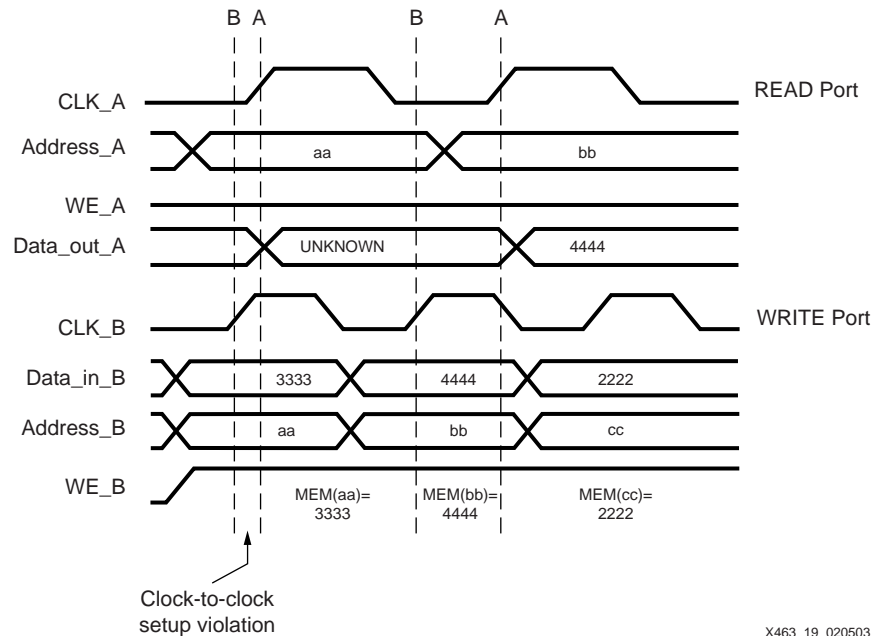 B A B A
CLK_A READ Port
Address_A aa bb
WE_A
Data_out_A UNKNOWN 4444
CLK_B WRITE Port
Data_in_B 3333 4444 2222
Address_B aa bb cc
WE_B
MEM(aa)= MEM(bb)= MEM(cc)=
3333 4444 2222
Clock-to-clock
setup violation
X463_19_020503